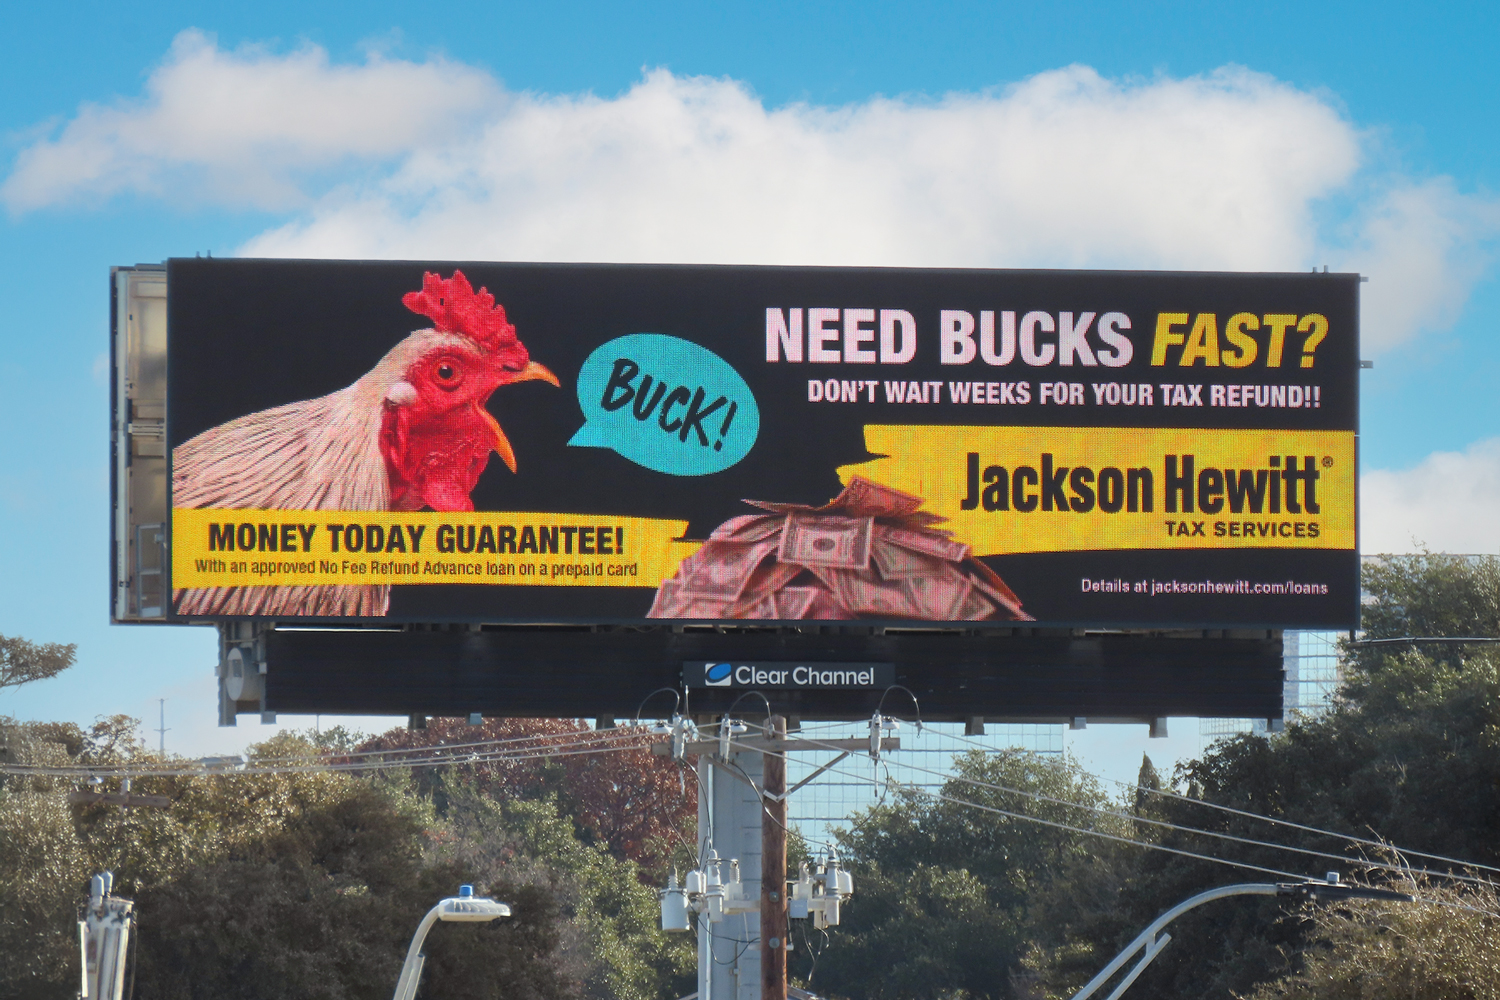 NEED BUCKS FAST?
DON'T WAIT WEEKS FOR YOUR TAX REFUND!!
BUCK!
Jackson Hewitt®
TAX SERVICES
MONEY TODAY GUARANTEE!
With an approved No Fee Refund Advance loan on a prepaid card
Details at jacksonhewitt.com/loans
Clear Channel